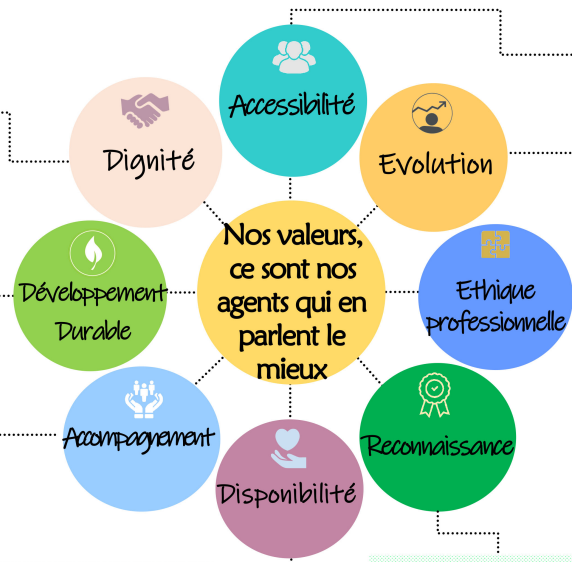 Accessibilité
Dignité
Evolution
Nos valeurs,
ce sont nos
agents qui en
parlent le
mieux
Développement
Durable
Ethique
professionnelle
Accompagnement
Reconnaissance
Disponibilité